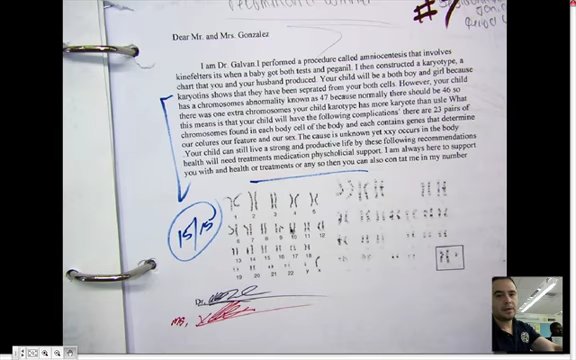 Dear Mr. and Mrs. Gonzalez
I am Dr. Galvan.I performed a procedure called amniocentesis that involves
kinefelters its when a baby got both tests and peganil. I then constructed a karyotype, a
chart that you and your husband produced. Your child will be a both boy and girl because
karyotins shows that they have been seprated from your both cells. However, your child
has a chromosomes abnormality known as 47 because normally there should be 46 so
there was one extra chromosomes your child karotype has more karyote than usle What
this means is that your child will have the following complications' there are 23 pairs of
chromosomes found in each body cell of the body and each contains genes that determine
our colures our feature and our sex. The cause is unknown yet xxy occurs in the body
Your child can still live a strong and productive life by these following recommendations
health will need treatments medication physcholicial support. I am always here to support
you with and health or treatments or any so then you can also con tat me in my number
15/15
1 2 3 4 5
6 7 8 9 10 11 12
13 14 15 16 17 18
19 20 21 22 Y X
Dr.